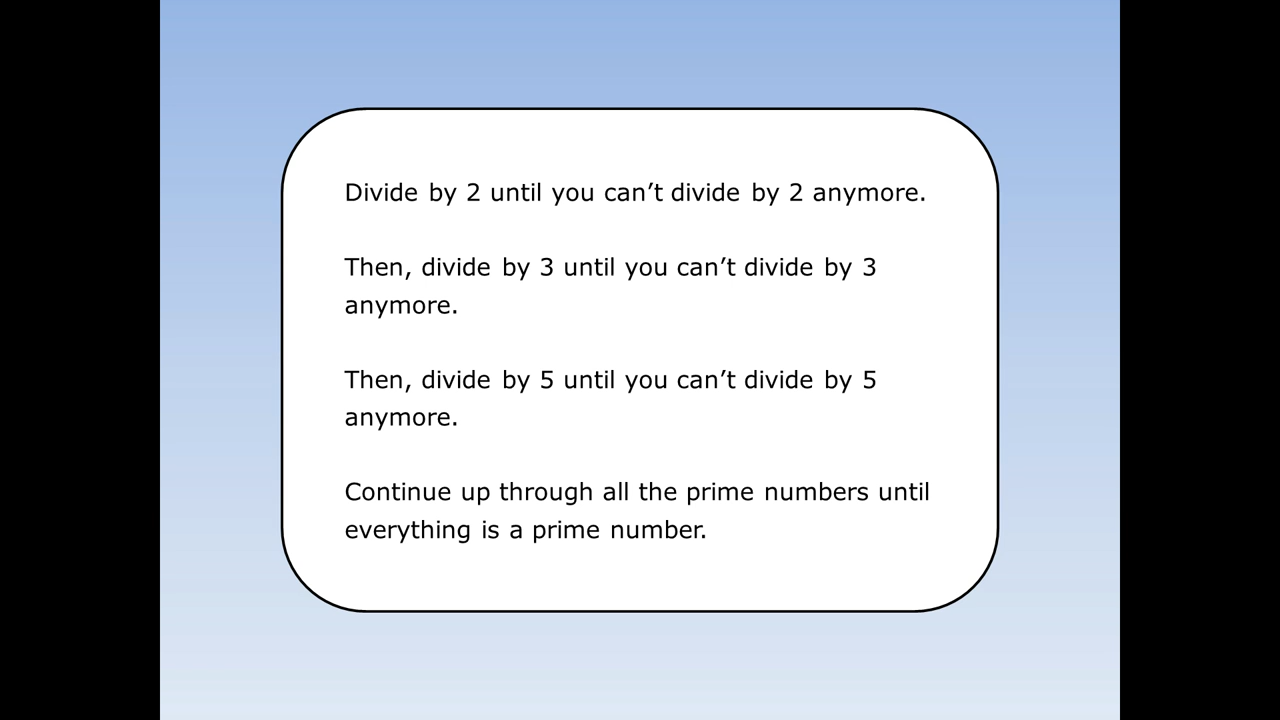 Divide by 2 until you can’t divide by 2 anymore.
Then, divide by 3 until you can’t divide by 3
anymore.
Then, divide by 5 until you can’t divide by 5
anymore.
Continue up through all the prime numbers until
everything is a prime number.